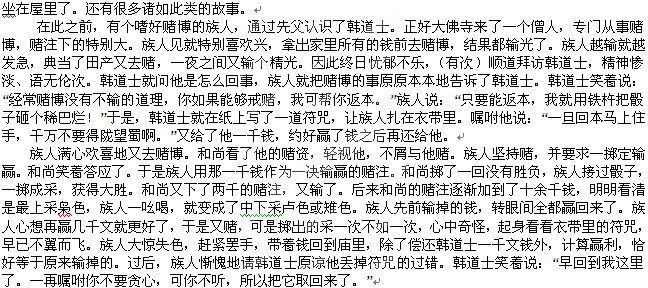 坐在屋里了。还有很多诸如此类的故事。
在此之前，有个嗜好赌博的族人，通过先父认识了韩道士。正好大佛寺来了一个僧人，专门从事赌
博，赌注下的特别大。族人见就特别喜欢兴，拿出家里所有的钱前去赌博，结果都输光了。族人越输就越
发急，典当了田产又去赌，一夜之间又输个精光。因此终日忧郁不乐，（有次）顺道拜访韩道士，精神惨
淡、语无伦次。韩道士就问他是怎么回事，族人就把赌博的事原原本本地告诉了韩道士。韩道士笑着说：
“经常赌博没有不输的道理，你如果能够戒赌，我可帮你返本。”族人说：“只要能返本，我就用铁杵把骰
子砸个稀巴烂！”于是，韩道士就在纸上写了一道符咒，让族人扎在衣带里。嘱咐他说：“一旦回本马上住
手，千万不要得陇望蜀啊。”又给了他一千钱，约好赢了钱之后再还给他。
族人满心欢喜地又去赌博。和尚看了他的赌资，轻视他，不屑与他赌。族人坚持赌，并要求一掷定输
赢。和尚笑着答应了。于是族人用那一千钱作为一决输赢的赌注。和尚掷了一回没有胜负，族人接过骰子，
一掷成采，获得大胜。和尚又下了两千的赌注，又输了。后来和尚的赌注逐渐加到了十余千钱，明明看清
是最上采枭色，族人一吆喝，就变成了中下采卢色或雉色。族人先前输掉的钱，转眼间全都赢回来了。族
人心想再赢几千文就更好了，于是又赌，可是掷出的采一次不如一次，心中奇怪，起身看看衣带里的符咒，
早已不翼而飞。族人大惊失色，赶紧罢手，带着钱回到庙里，除了偿还韩道士一千文钱外，计算赢利，恰
好等于原来输掉的。过后，族人惭愧地请韩道士原谅他丢掉符咒的过错。韩道士笑着说：“早回到我这里
了。一再嘱咐你不要贪心，可你不听，所以把它取回来了。”